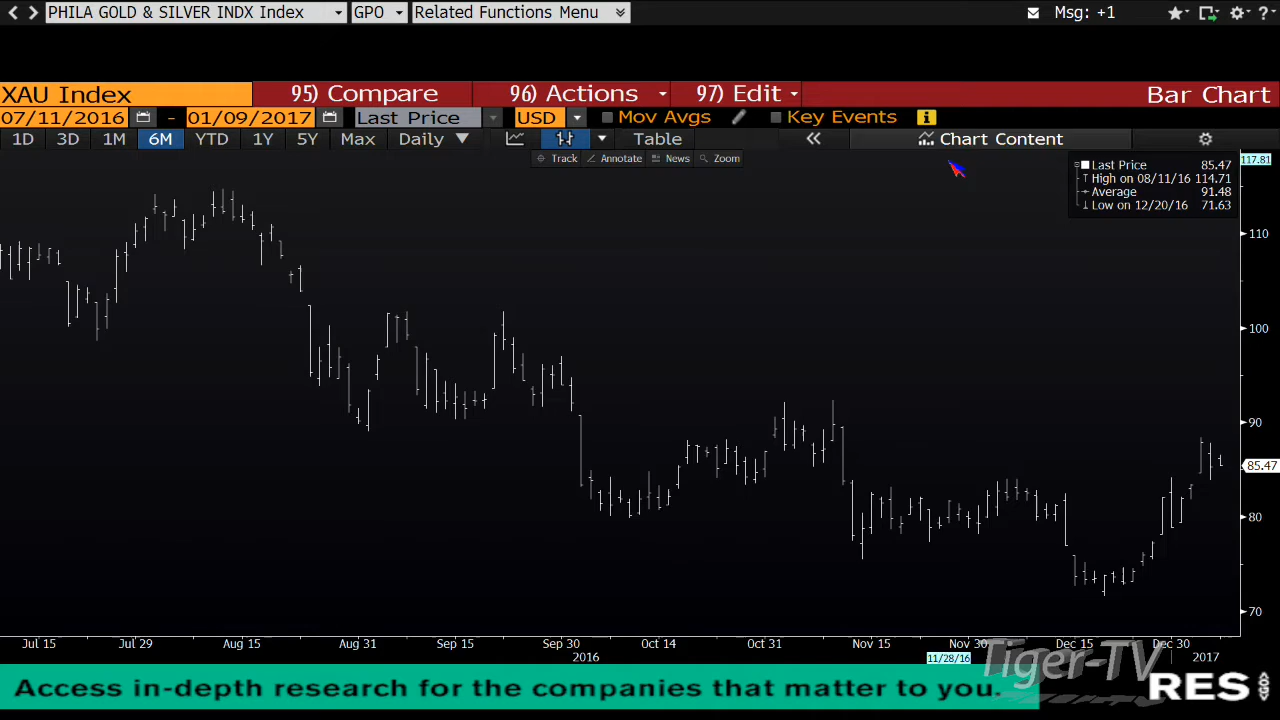 PHILA GOLD & SILVER INDX Index GPO Related Functions Menu Msg: +1
XAU Index 95) Compare 96) Actions 97) Edit Bar Chart
07/11/2016 - 01/09/2017 Last Price USD Mov Avgs Key Events
1D 3D 1M 6M YTD 1Y 5Y Max Daily Table Chart Content
Track Annotate News Zoom
117.81
Last Price 85.47
High on 08/11/16 114.71
Average 91.48
Low on 12/20/16 71.63
110
100
90
85.47
80
70
Jul 15 Jul 29 Aug 15 Aug 31 Sep 15 Sep 30 Oct 14 Oct 31 Nov 15 Nov 30 Dec 15 Dec 30
2016 11/28/16 2017
Tiger-TV
Access in-depth research for the companies that matter to you.
RES